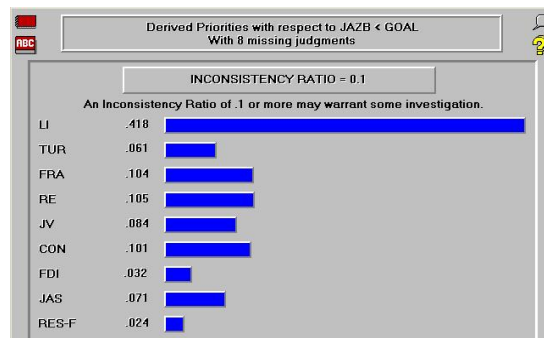 ABC
Derived Priorities with respect to JAZB < GOAL
With 8 missing judgments
INCONSISTENCY RATIO = 0.1
An Inconsistency Ratio of .1 or more may warrant some investigation.
LI .418
TUR .061
FRA .104
RE .105
JV .084
CON .101
FDI .032
JAS .071
RES-F .024